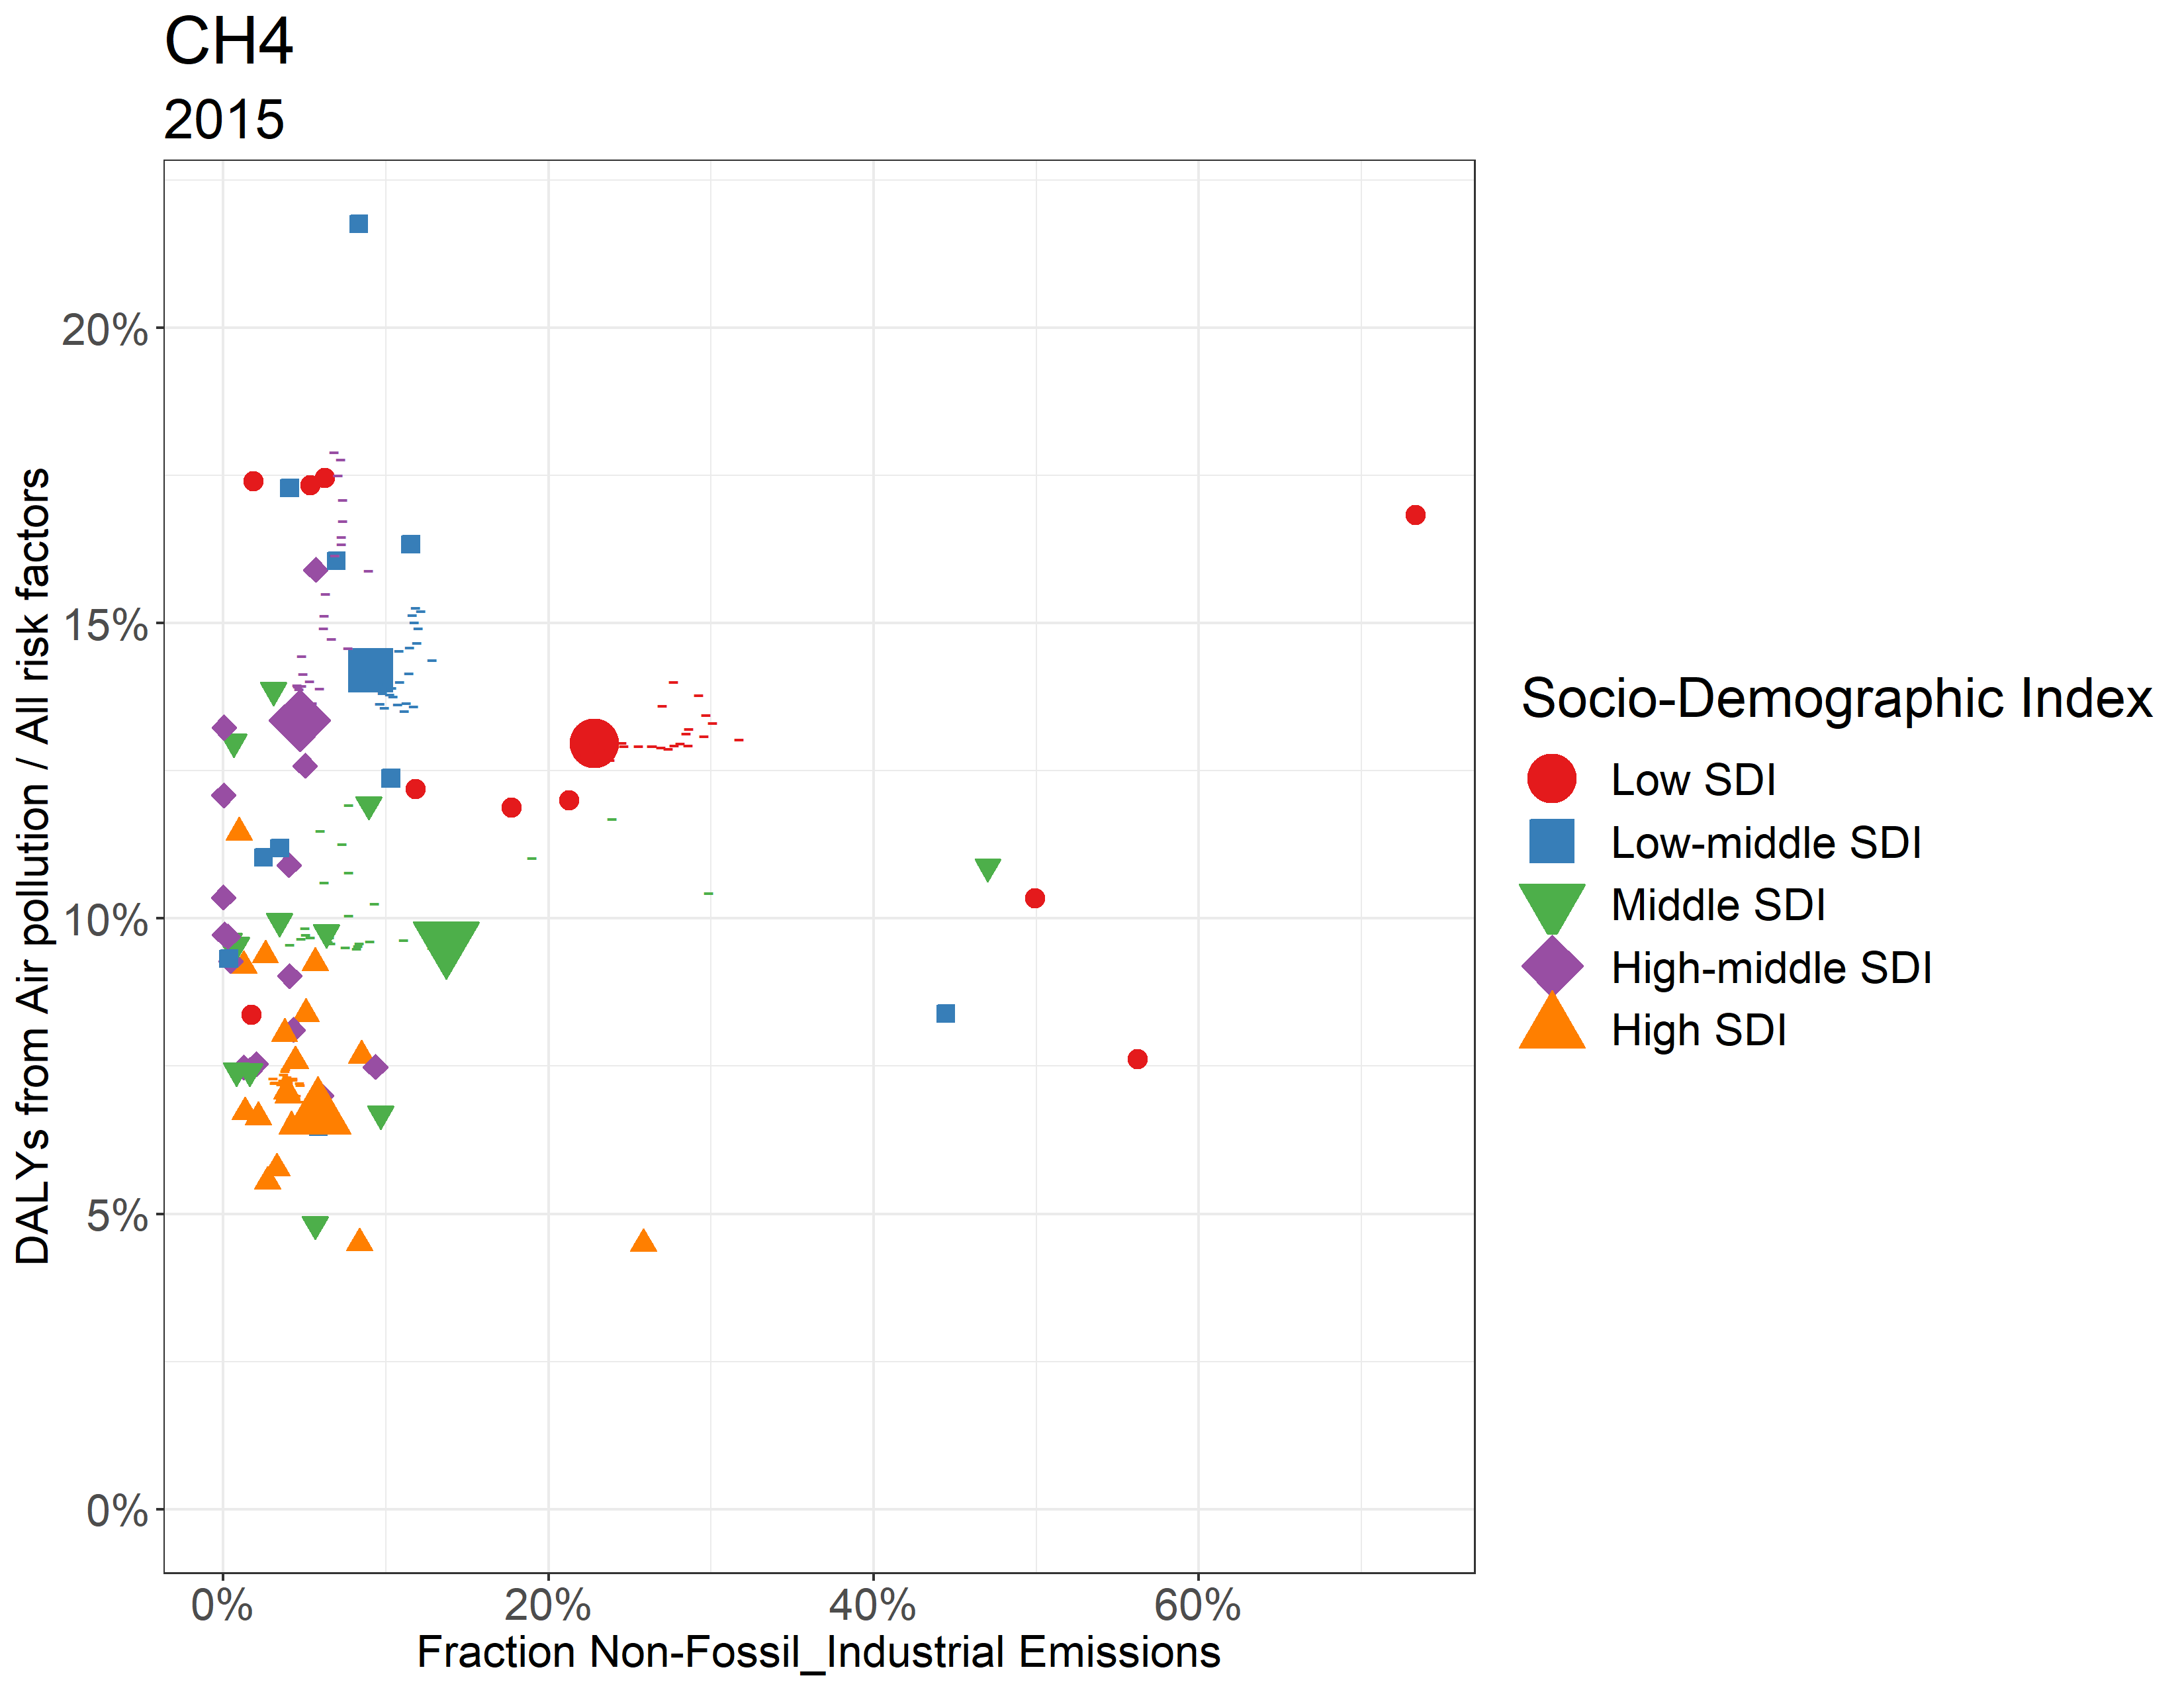 CH4
2015
DALYs from Air pollution / All risk factors
20%
15%
10%
5%
0%
0%
20%
40%
60%
Fraction Non-Fossil_Industrial Emissions
Socio-Demographic Index
Low SDI
Low-middle SDI
Middle SDI
High-middle SDI
High SDI